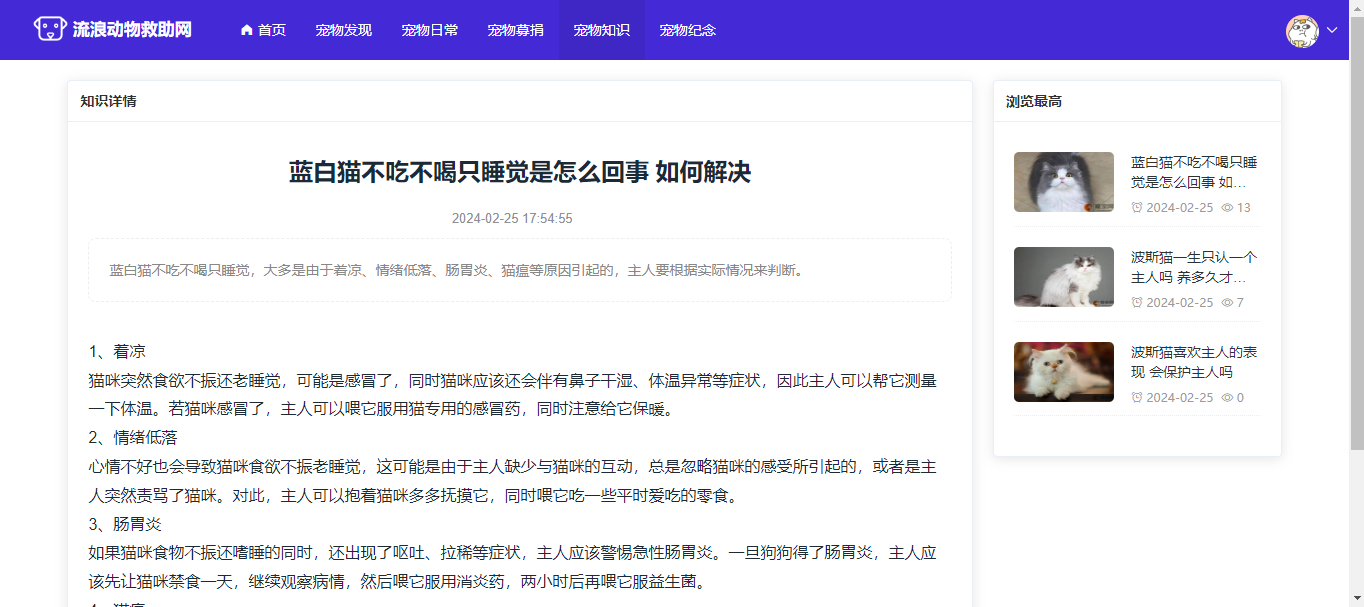 流浪动物救助网
首页
宠物发现
宠物日常
宠物募捐
宠物知识
宠物纪念
知识详情
蓝白猫不吃不喝只睡觉是怎么回事 如何解决
2024-02-25 17:54:55
蓝白猫不吃不喝只睡觉，大多是由于着凉、情绪低落、肠胃炎、猫瘟等原因引起的，主人要根据实际情况来判断。
1、着凉
猫咪突然食欲不振还老睡觉，可能是感冒了，同时猫咪应该还会伴有鼻子干湿、体温异常等症状，因此主人可以帮它测量
一下体温。若猫咪感冒了，主人可以喂它服用猫专用的感冒药，同时注意给它保暖。
2、情绪低落
心情不好也会导致猫咪食欲不振老睡觉，这可能是由于主人缺少与猫咪的互动，总是忽略猫咪的感受所引起的，或者是主
人突然责骂了猫咪。对此，主人可以抱着猫咪多多抚摸它，同时喂它吃一些平时爱吃的零食。
3、肠胃炎
如果猫咪食物不振还嗜睡的同时，还出现了呕吐、拉稀等症状，主人应该警惕急性肠胃炎。一旦狗狗得了肠胃炎，主人应
该先让猫咪禁食一天，继续观察病情，然后喂它服用消炎药，两小时后再喂它服益生菌。
4、猫瘟
浏览最高
蓝白猫不吃不喝只睡
觉是怎么回事 如...
2024-02-25 13
波斯猫一生只认一个
主人吗 养多久才...
2024-02-25 7
波斯猫喜欢主人的表
现 会保护主人吗
2024-02-25 0